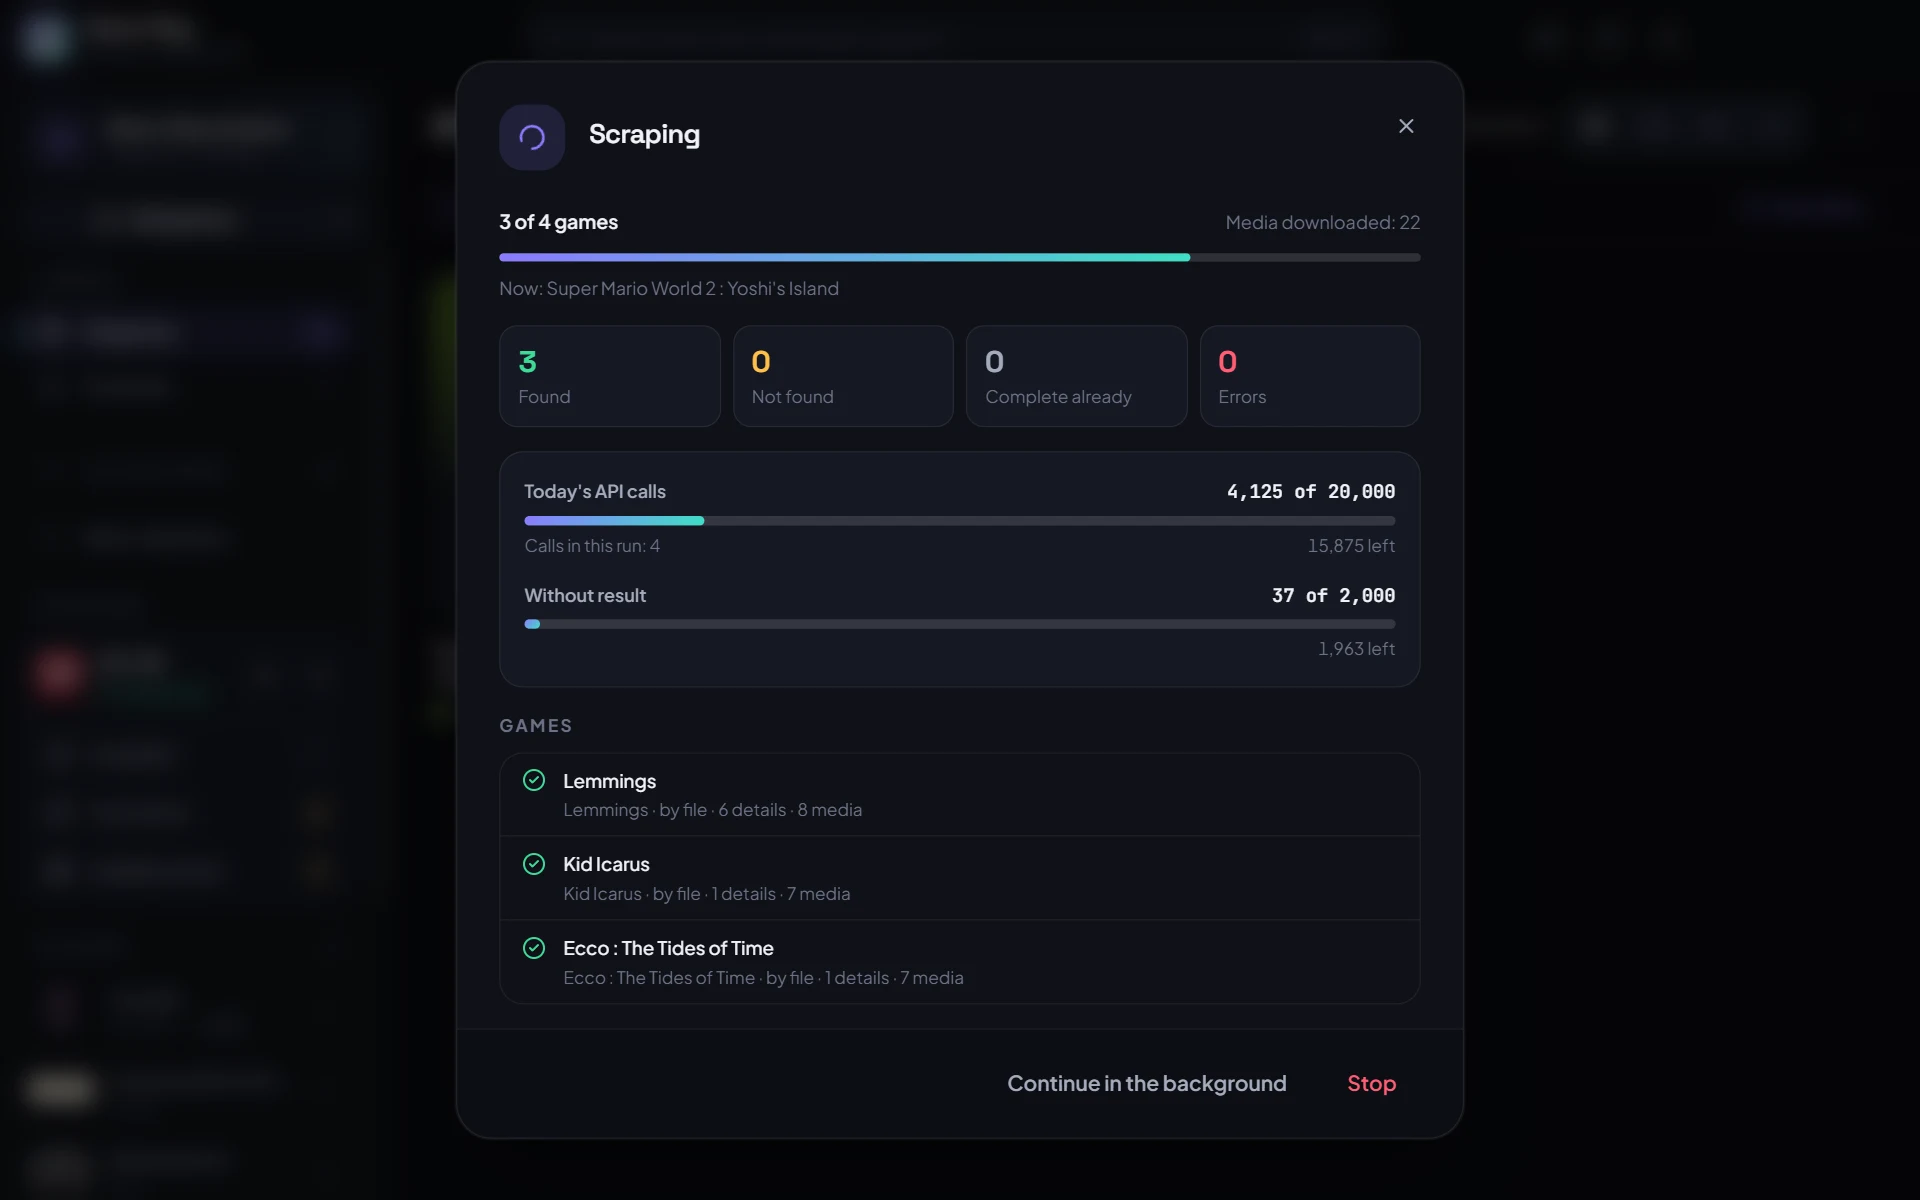 Scraping
3 of 4 games
Media downloaded: 22
Now: Super Mario World 2 : Yoshi's Island
3
Found
0
Not found
0
Complete already
0
Errors
Today's API calls
4,125 of 20,000
Calls in this run: 4
15,875 left
Without result
37 of 2,000
1,963 left
GAMES
Lemmings
Lemmings · by file · 6 details · 8 media
Kid Icarus
Kid Icarus · by file · 1 details · 7 media
Ecco : The Tides of Time
Ecco : The Tides of Time · by file · 1 details · 7 media
Continue in the background
Stop